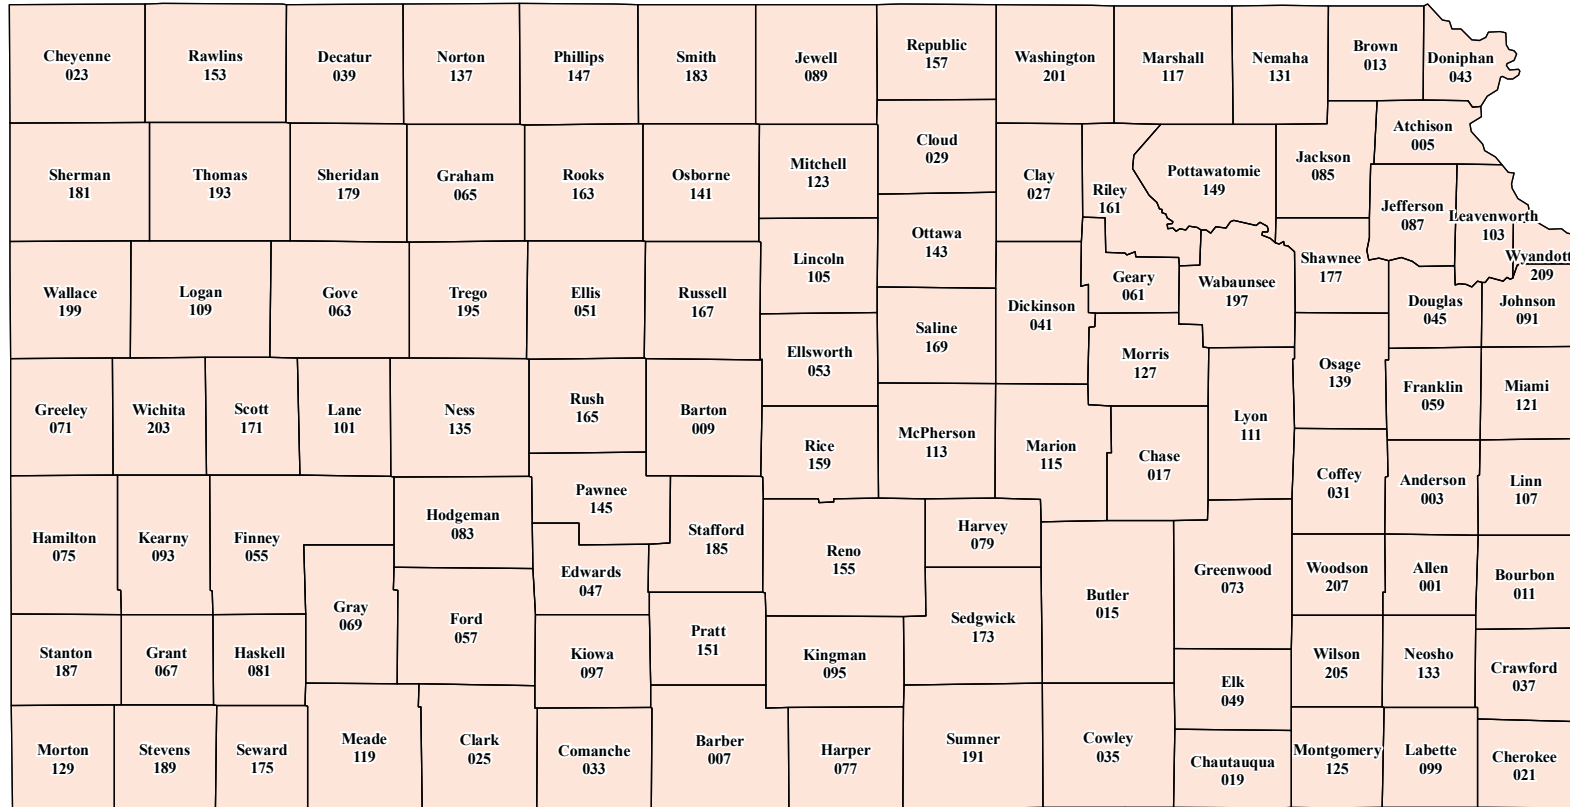 Cheyenne
023
Rawlins
153
Decatur
039
Norton
137
Phillips
147
Smith
183
Jewell
089
Republic
157
Washington
201
Marshall
117
Nemaha
131
Brown
013
Doniphan
043
Sherman
181
Thomas
193
Sheridan
179
Graham
065
Rooks
163
Osborne
141
Mitchell
123
Cloud
029
Clay
027
Riley
161
Pottawatomie
149
Jackson
085
Atchison
005
Jefferson
087
Leavenworth
103
Wyandott
209
Wallace
199
Logan
109
Gove
063
Trego
195
Ellis
051
Russell
167
Lincoln
105
Ottawa
143
Dickinson
041
Geary
061
Wabaunsee
197
Shawnee
177
Douglas
045
Johnson
091
Ellsworth
053
Saline
169
Morris
127
Osage
139
Franklin
059
Miami
121
Greeley
071
Wichita
203
Scott
171
Lane
101
Ness
135
Rush
165
Barton
009
Rice
159
McPherson
113
Marion
115
Chase
017
Lyon
111
Coffey
031
Anderson
003
Linn
107
Hamilton
075
Kearny
093
Finney
055
Hodgeman
083
Pawnee
145
Stafford
185
Reno
155
Harvey
079
Butler
015
Greenwood
073
Woodson
207
Allen
001
Bourbon
011
Gray
069
Ford
057
Edwards
047
Pratt
151
Sedgwick
173
Stanton
187
Grant
067
Haskell
081
Kiowa
097
Kingman
095
Elk
049
Wilson
205
Neosho
133
Crawford
037
Morton
129
Stevens
189
Seward
175
Meade
119
Clark
025
Comanche
033
Barber
007
Harper
077
Sumner
191
Cowley
035
Chautauqua
019
Montgomery
125
Labette
099
Cherokee
021